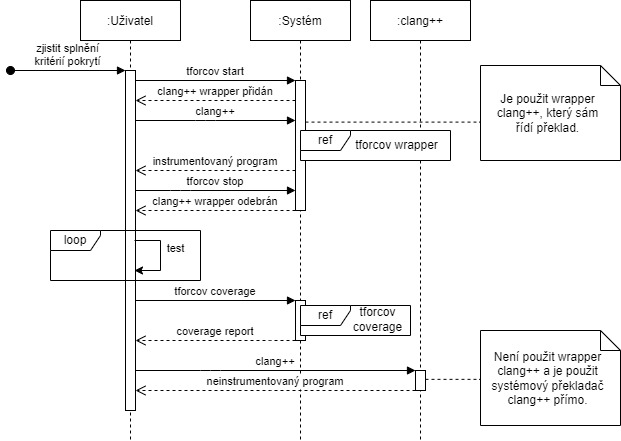 :Uživatel
:Systém
:clang++
zjistit splnění
kritérií pokrytí
tforcov start
clang++ wrapper přidán
clang++
Je použit wrapper
clang++, který sám
řídí překlad.
ref
tforcov wrapper
instrumentovaný program
tforcov stop
clang++ wrapper odebrán
loop
test
tforcov coverage
ref
tforcov
coverage
coverage report
clang++
neinstrumentovaný program
Není použit wrapper
clang++ a je použit
systémový překladač
clang++ přímo.